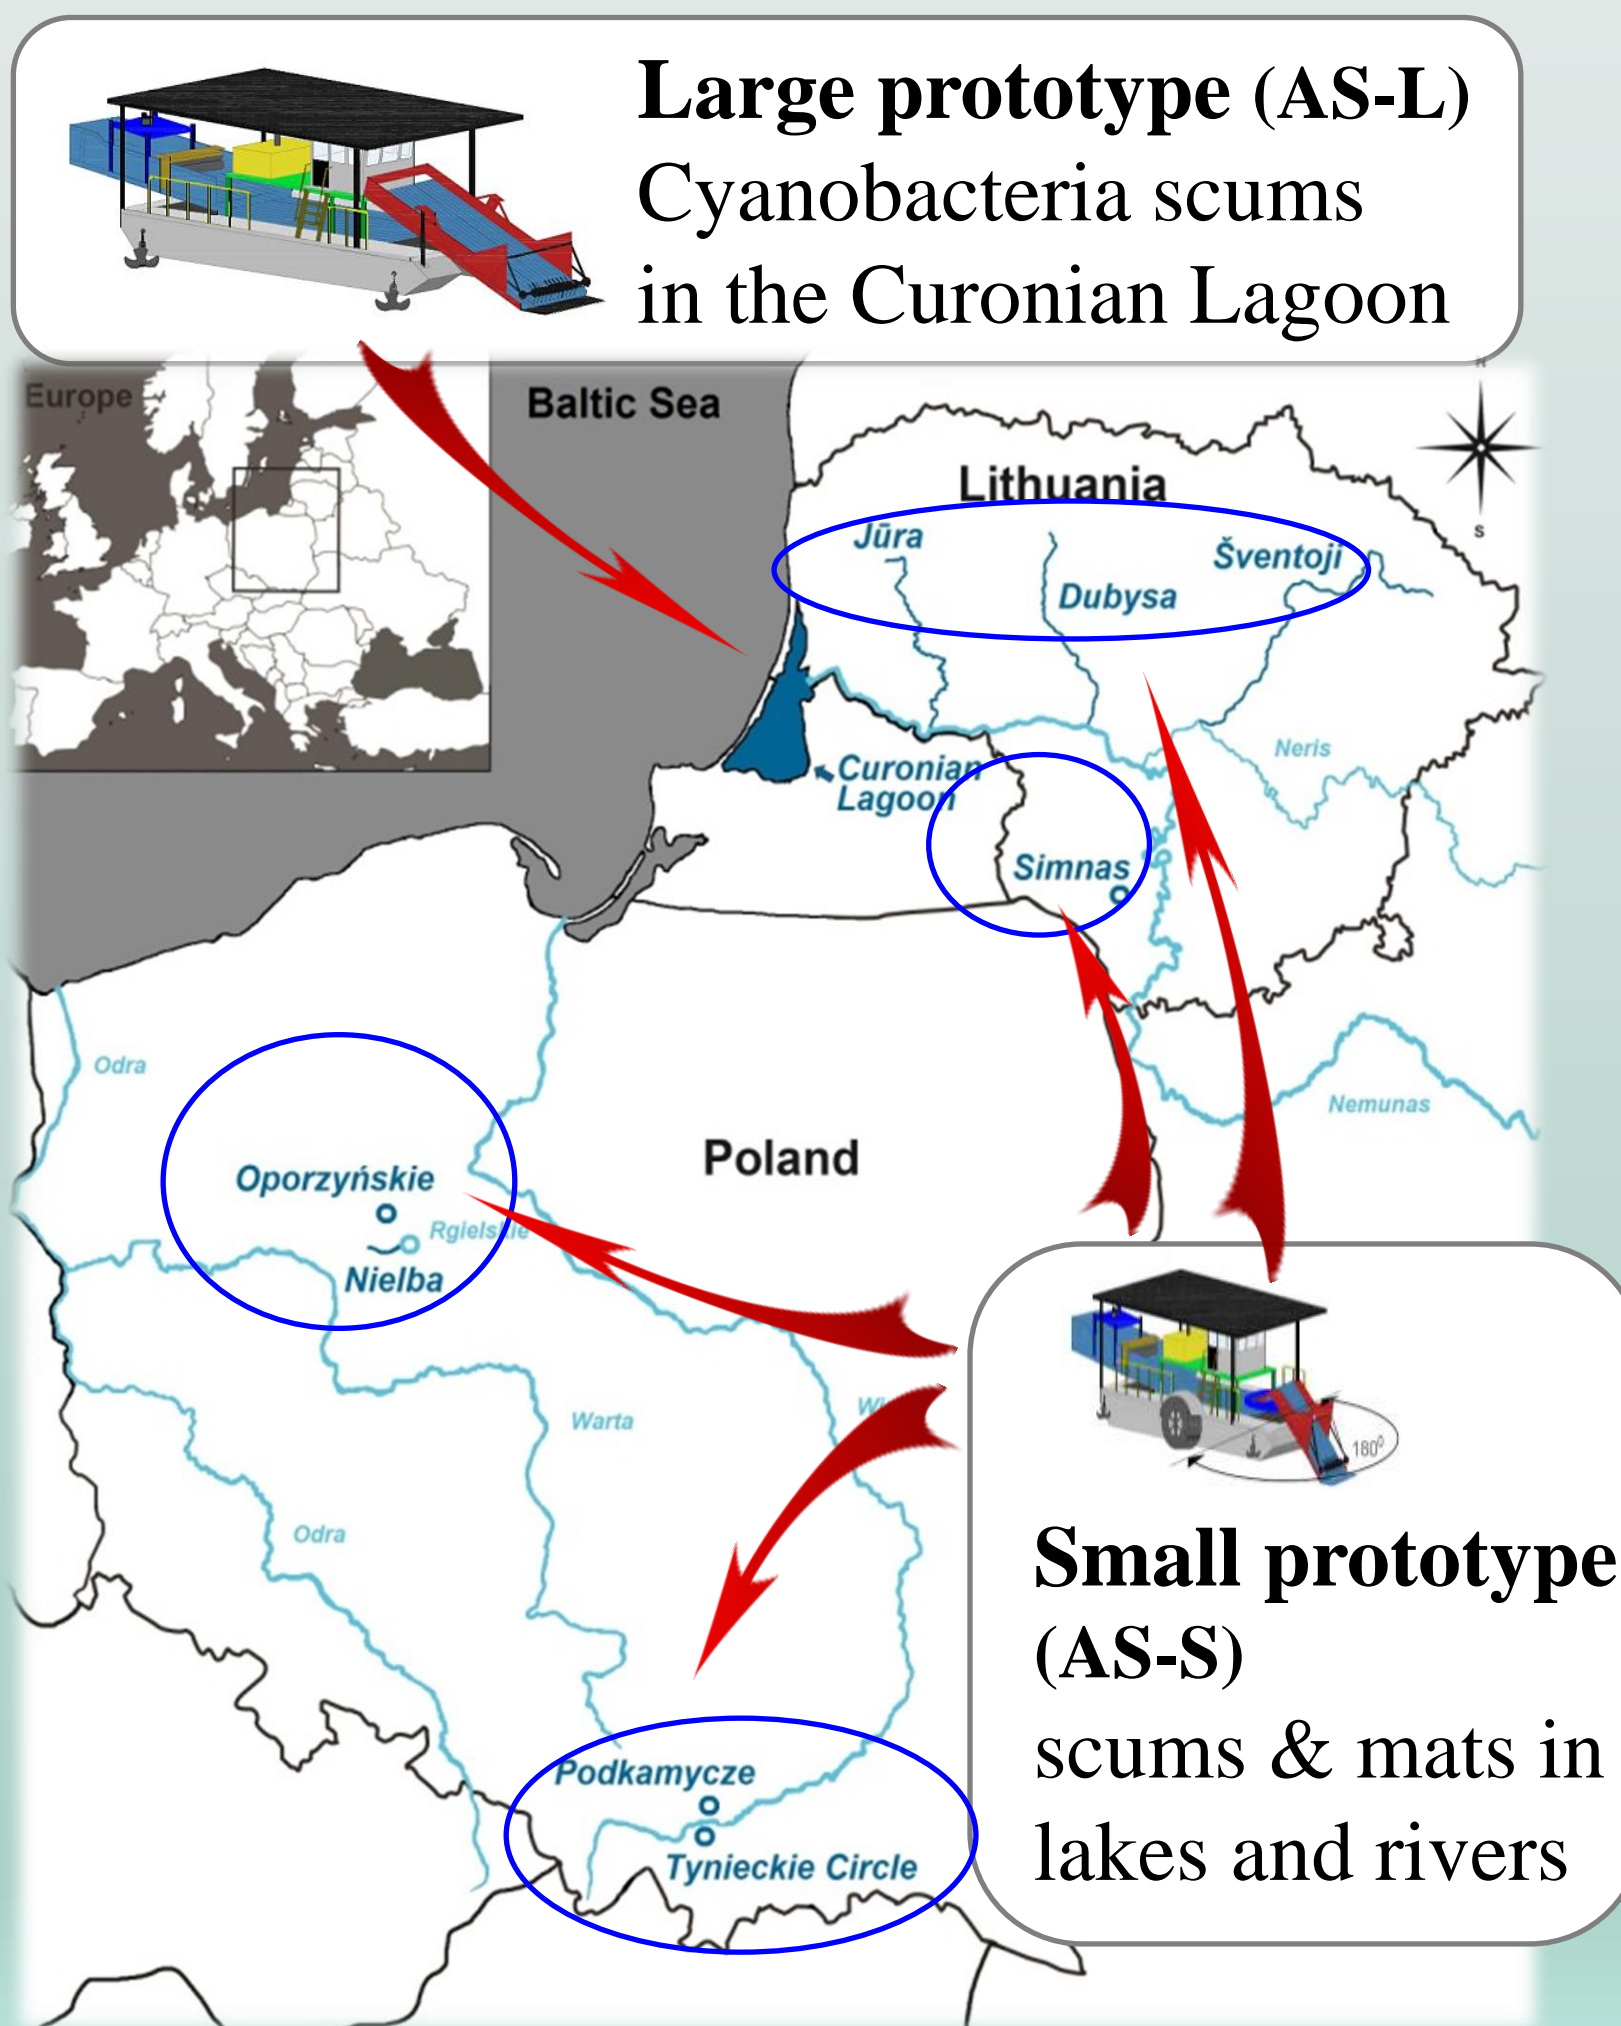 Large prototype (AS-L)
Cyanobacteria scums
in the Curonian Lagoon
Europe
Baltic Sea
N
S
Lithuania
Jūra
Dubysa
Šventoji
Neris
Curonian
Lagoon
Simnas
Nemunas
Odra
Poland
Oporzyńskie
Rgielskie
Nielba
Warta
Odra
Podkamycze
Tynieckie Circle
180⁰
Small prototype
(AS-S)
scums & mats in
lakes and rivers